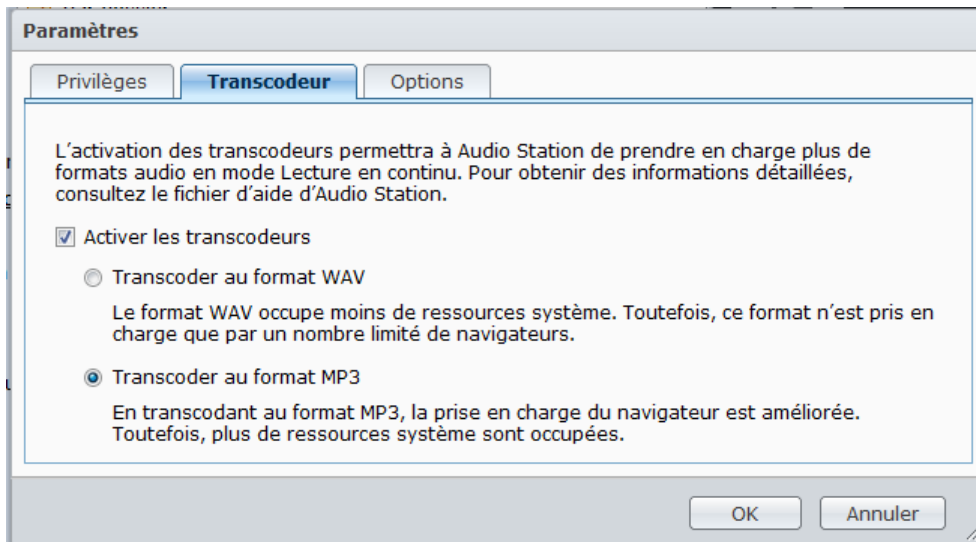 Paramètres
Privilèges
Transcodeur
Options
L'activation des transcodeurs permettra à Audio Station de prendre en charge plus de
formats audio en mode Lecture en continu. Pour obtenir des informations détaillées,
consultez le fichier d'aide d'Audio Station.
Activer les transcodeurs
Transcoder au format WAV
Le format WAV occupe moins de ressources système. Toutefois, ce format n'est pris en
charge que par un nombre limité de navigateurs.
Transcoder au format MP3
En transcodant au format MP3, la prise en charge du navigateur est améliorée.
Toutefois, plus de ressources système sont occupées.
OK
Annuler